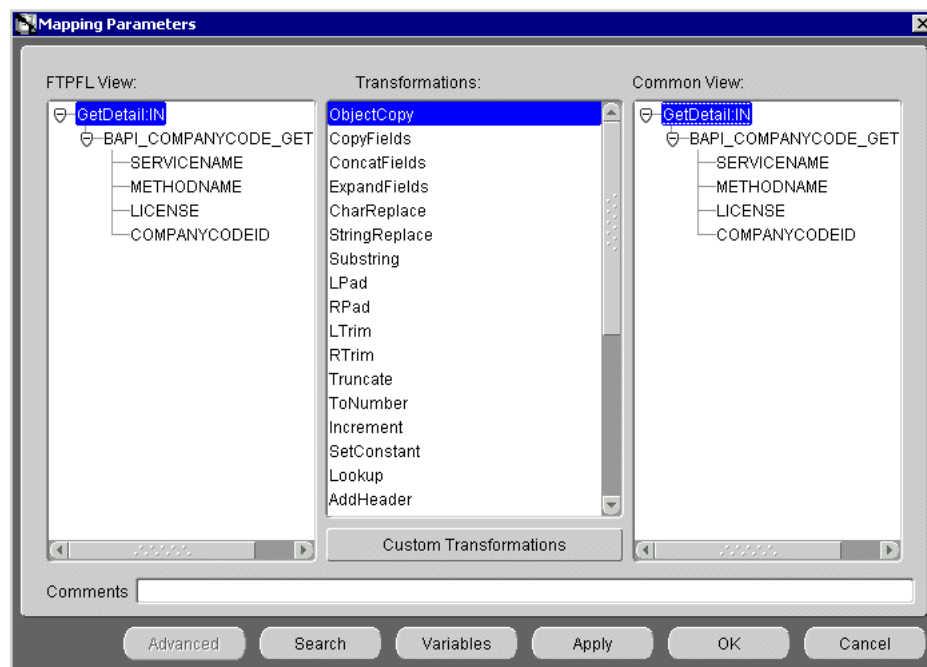 Mapping Parameters
FTPFL View:
Transformations:
Common View:
GetDetail:IN
BAPI_COMPANYCODE_GET
SERVICENAME
METHODNAME
LICENSE
COMPANYCODEID
ObjectCopy
CopyFields
ConcatFields
ExpandFields
CharReplace
StringReplace
Substring
LPad
RPad
LTrim
RTrim
Truncate
ToNumber
Increment
SetConstant
Lookup
AddHeader
Custom Transformations
GetDetail:IN
BAPI_COMPANYCODE_GET
SERVICENAME
METHODNAME
LICENSE
COMPANYCODEID
Comments
Advanced
Search
Variables
Apply
OK
Cancel